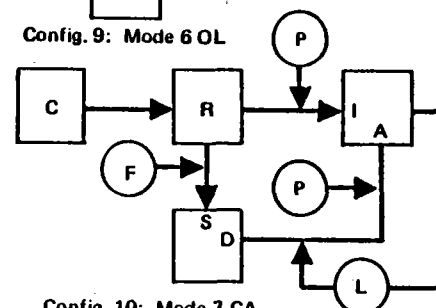 Config. 9: Mode 6 OL
P
C
R
I
A
F
P
S
D
L
Config. 10: Mode 7 CA